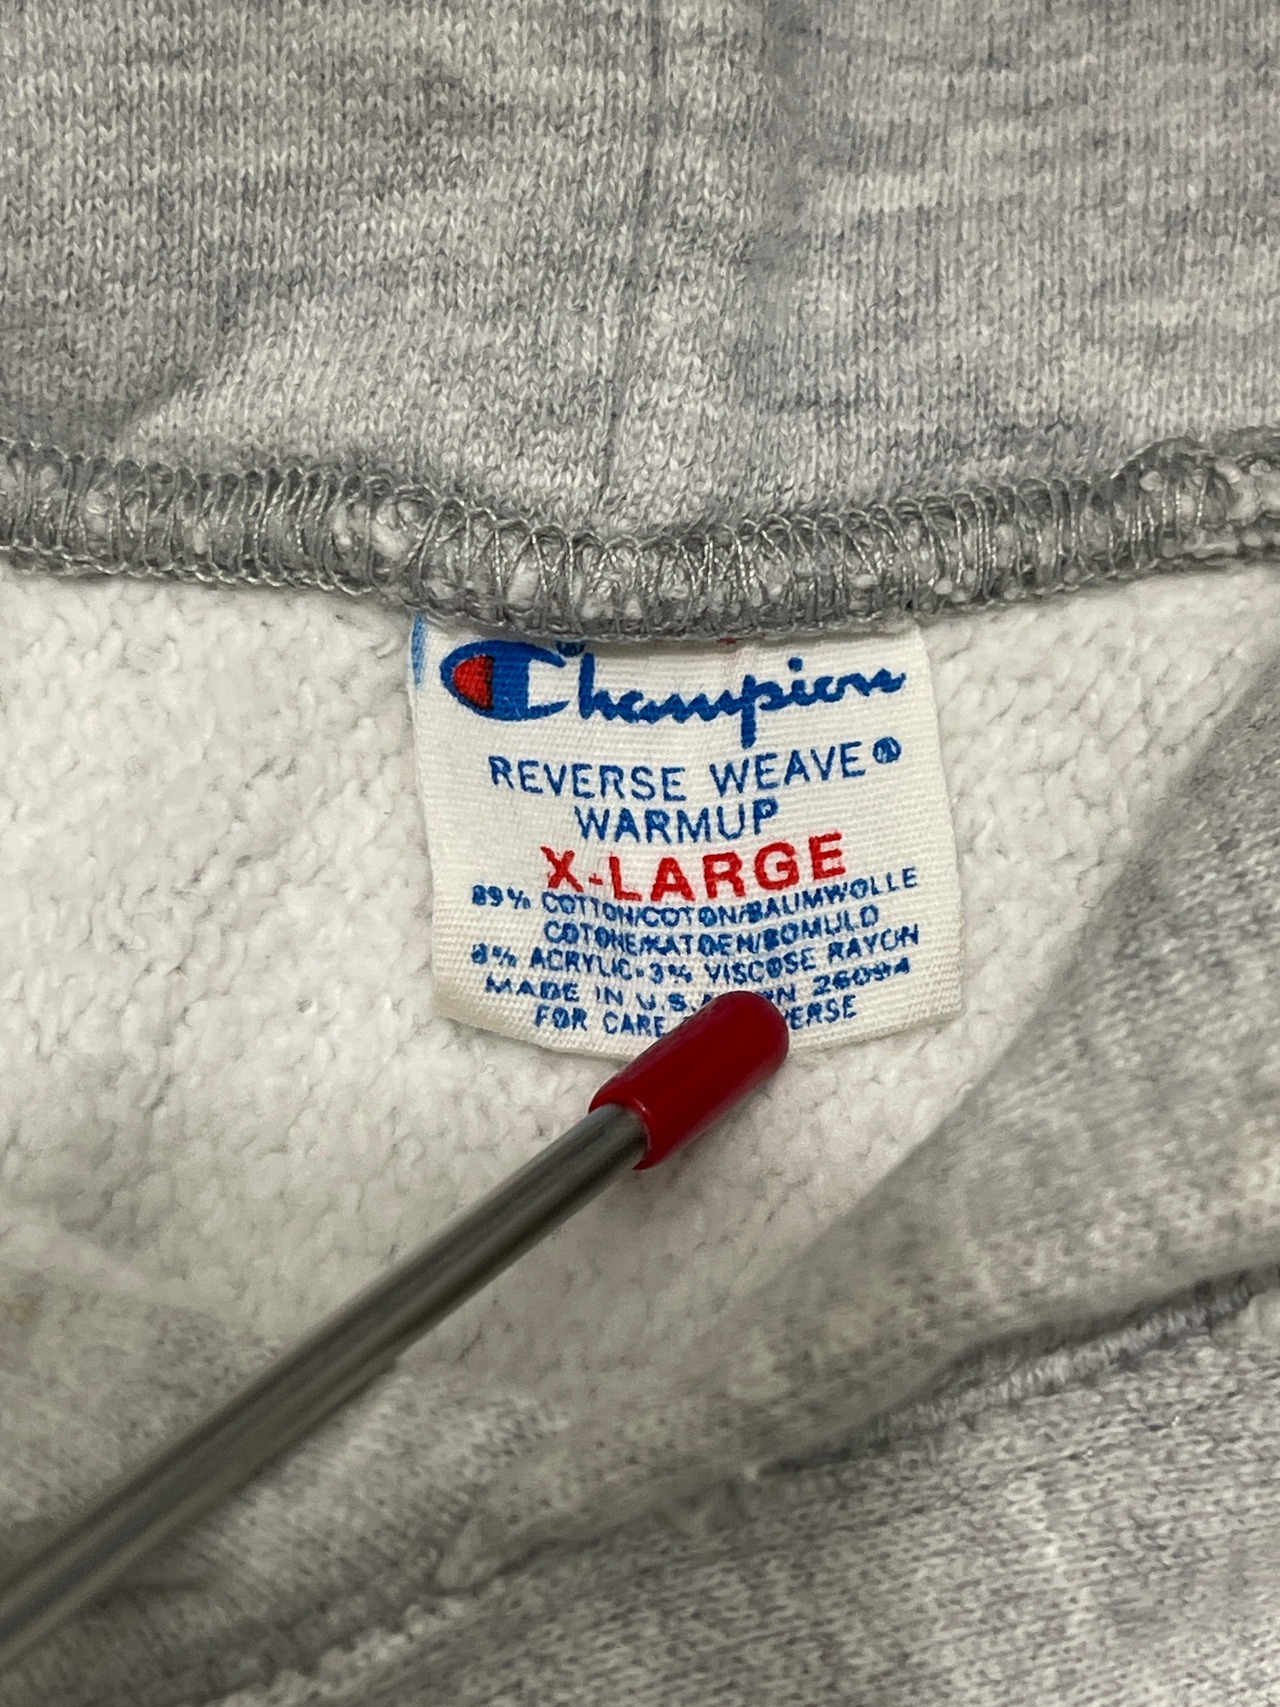 Champion®
REVERSE WEAVE®
WARMUP
X-LARGE
89% COTTON/COTON/BAUMWOLLE
COTONE/KATOEN/BOMULD
8% ACRYLIC-3% VISCOSE RAYON
MADE IN U.S.A 26094
FOR CARE